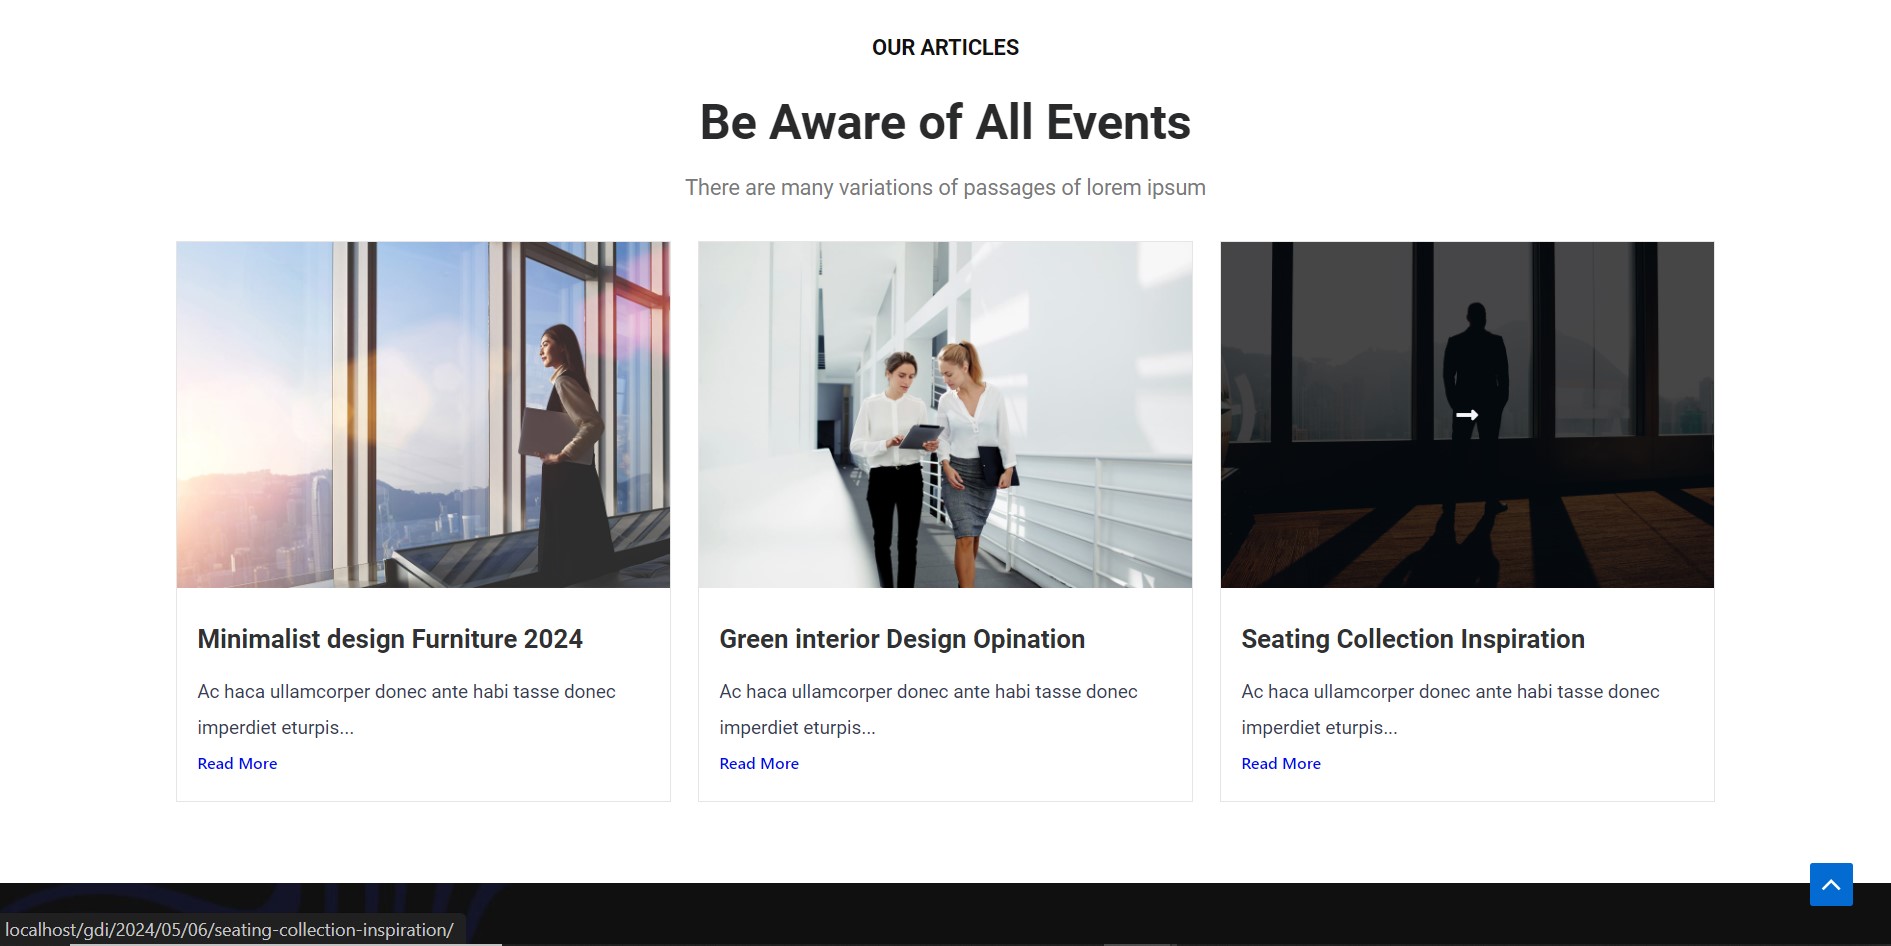 OUR ARTICLES
Be Aware of All Events
There are many variations of passages of lorem ipsum
Minimalist design Furniture 2024
Ac haca ullamcorper donec ante habi tasse donec
imperdiet eturpis...
Read More
Green interior Design Opination
Ac haca ullamcorper donec ante habi tasse donec
imperdiet eturpis...
Read More
Seating Collection Inspiration
Ac haca ullamcorper donec ante habi tasse donec
imperdiet eturpis...
Read More
localhost/gdi/2024/05/06/seating-collection-inspiration/